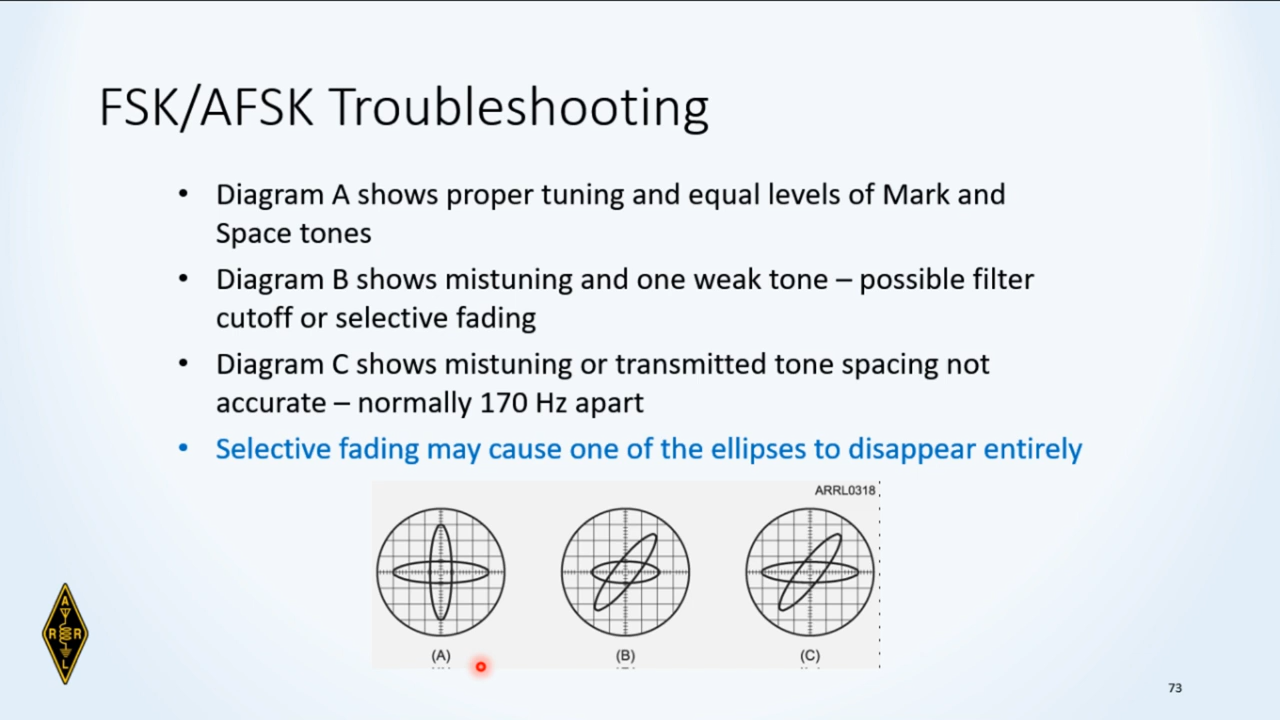 FSK/AFSK Troubleshooting
• Diagram A shows proper tuning and equal levels of Mark and
Space tones
• Diagram B shows mistuning and one weak tone – possible filter
cutoff or selective fading
• Diagram C shows mistuning or transmitted tone spacing not
accurate – normally 170 Hz apart
• Selective fading may cause one of the ellipses to disappear entirely
ARRL0318
(A) (B) (C)
A
R R
L
73